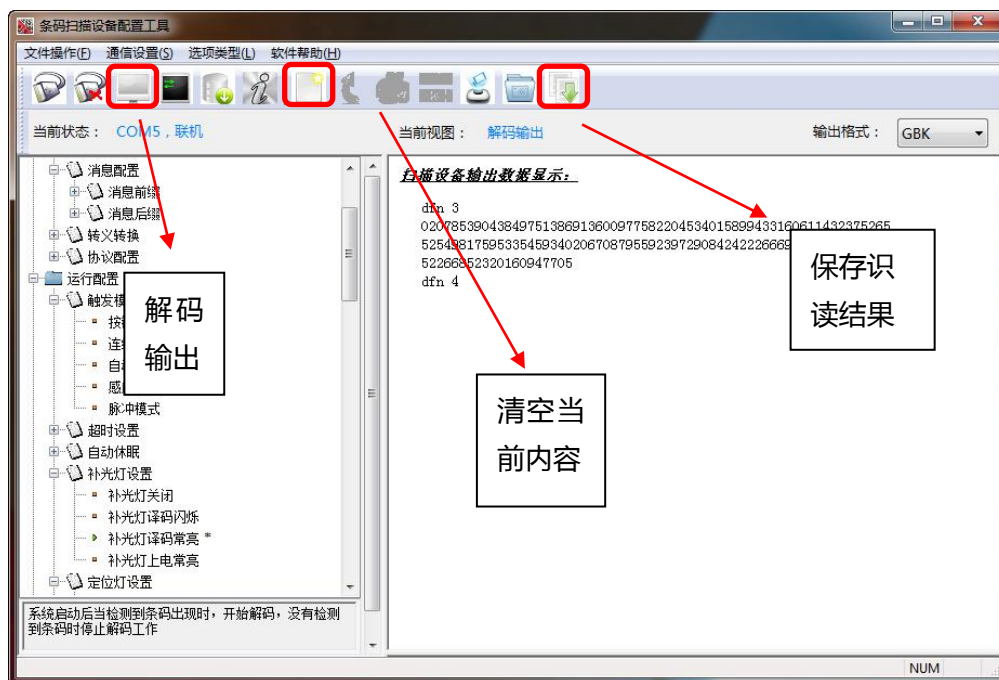 条码扫描设备配置工具
文件操作(F) 通信设置(S) 选项类型(L) 软件帮助(H)
当前状态： COM5，联机
当前视图： 解码输出
输出格式： GBK
消息配置
消息前缀
消息后缀
转义转换
协议配置
运行配置
触发模
按
连
自
感
脉冲模式
超时设置
自动休眠
补光灯设置
补光灯关闭
补光灯译码闪烁
补光灯译码常亮 *
补光灯上电常亮
定位灯设置
系统启动后当检测到条码出现时，开始解码，没有检测
到条码时停止解码工作
扫描设备输出数据显示：
dfn 3
02078539043849751386913600977582204534015899433160611432375265
52549817595335459340206708795592397290842422266
52266852320160947705
dfn 4
解码
输出
清空当
前内容
保存识
读结果
NUM